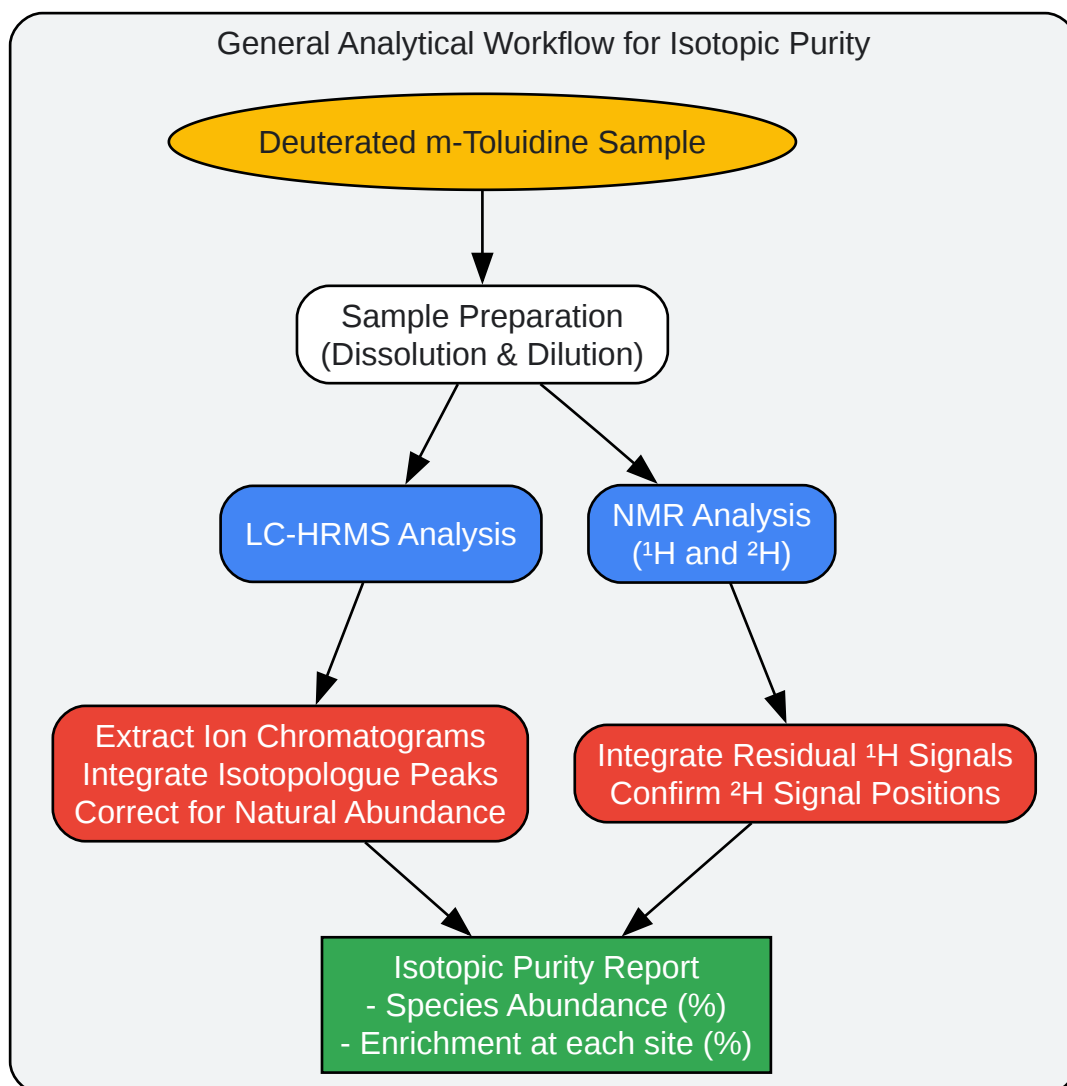 General Analytical Workflow for Isotopic Purity
Deuterated m-Toluidine Sample
Sample Preparation
(Dissolution & Dilution)
LC-HRMS Analysis
NMR Analysis
(¹H and ²H)
Extract Ion Chromatograms
Integrate Isotopologue Peaks
Correct for Natural Abundance
Integrate Residual ¹H Signals
Confirm ²H Signal Positions
Isotopic Purity Report
- Species Abundance (%)
- Enrichment at each site (%)